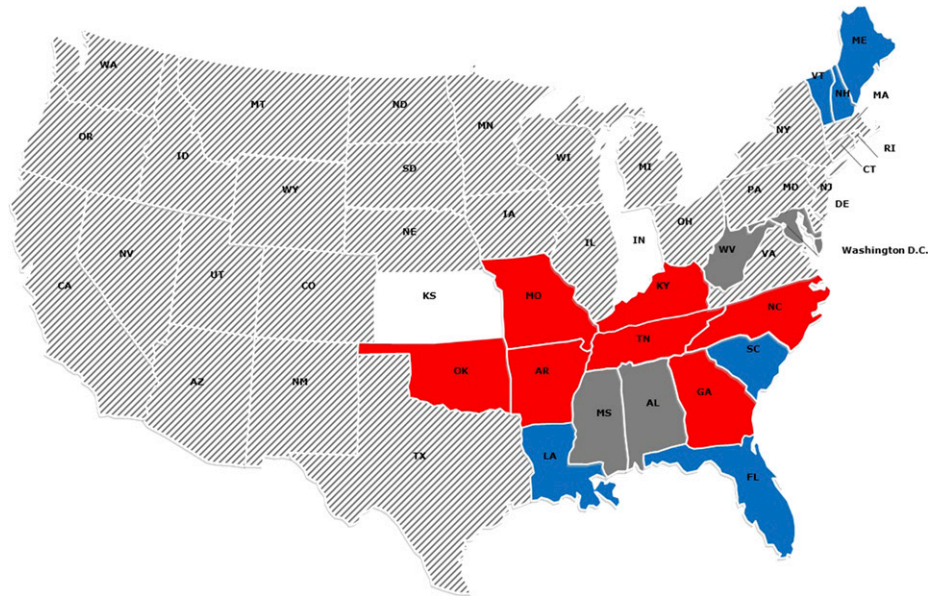 ME
WA
VT
NH
MA
MT
ND
MN
OR
NY
RI
ID
WI
CT
SD
MI
WY
PA
MD
NJ
IA
DE
NE
OH
NV
IL
IN
WV
VA
Washington D.C.
UT
CA
CO
KS
MO
KY
NC
TN
SC
AZ
NM
OK
AR
GA
MS
AL
TX
LA
FL